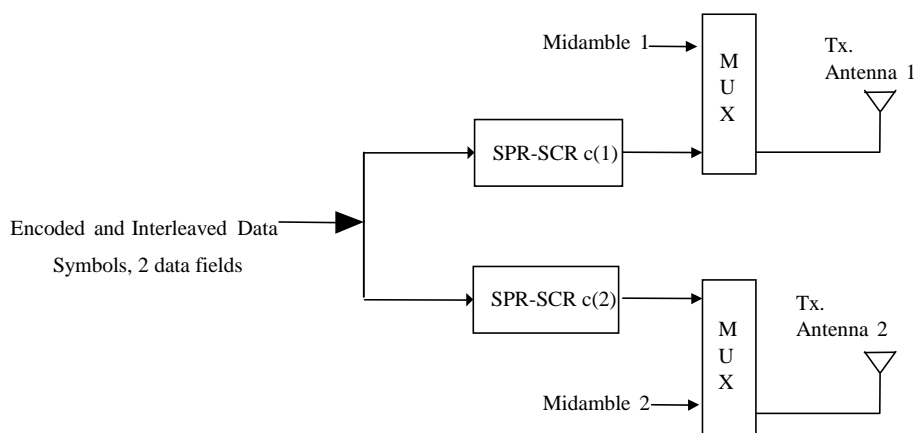 Midamble 1
M
U
X
Tx.
Antenna 1
SPR-SCR c(1)
Encoded and Interleaved Data
Symbols, 2 data fields
SPR-SCR c(2)
M
U
X
Tx.
Antenna 2
Midamble 2